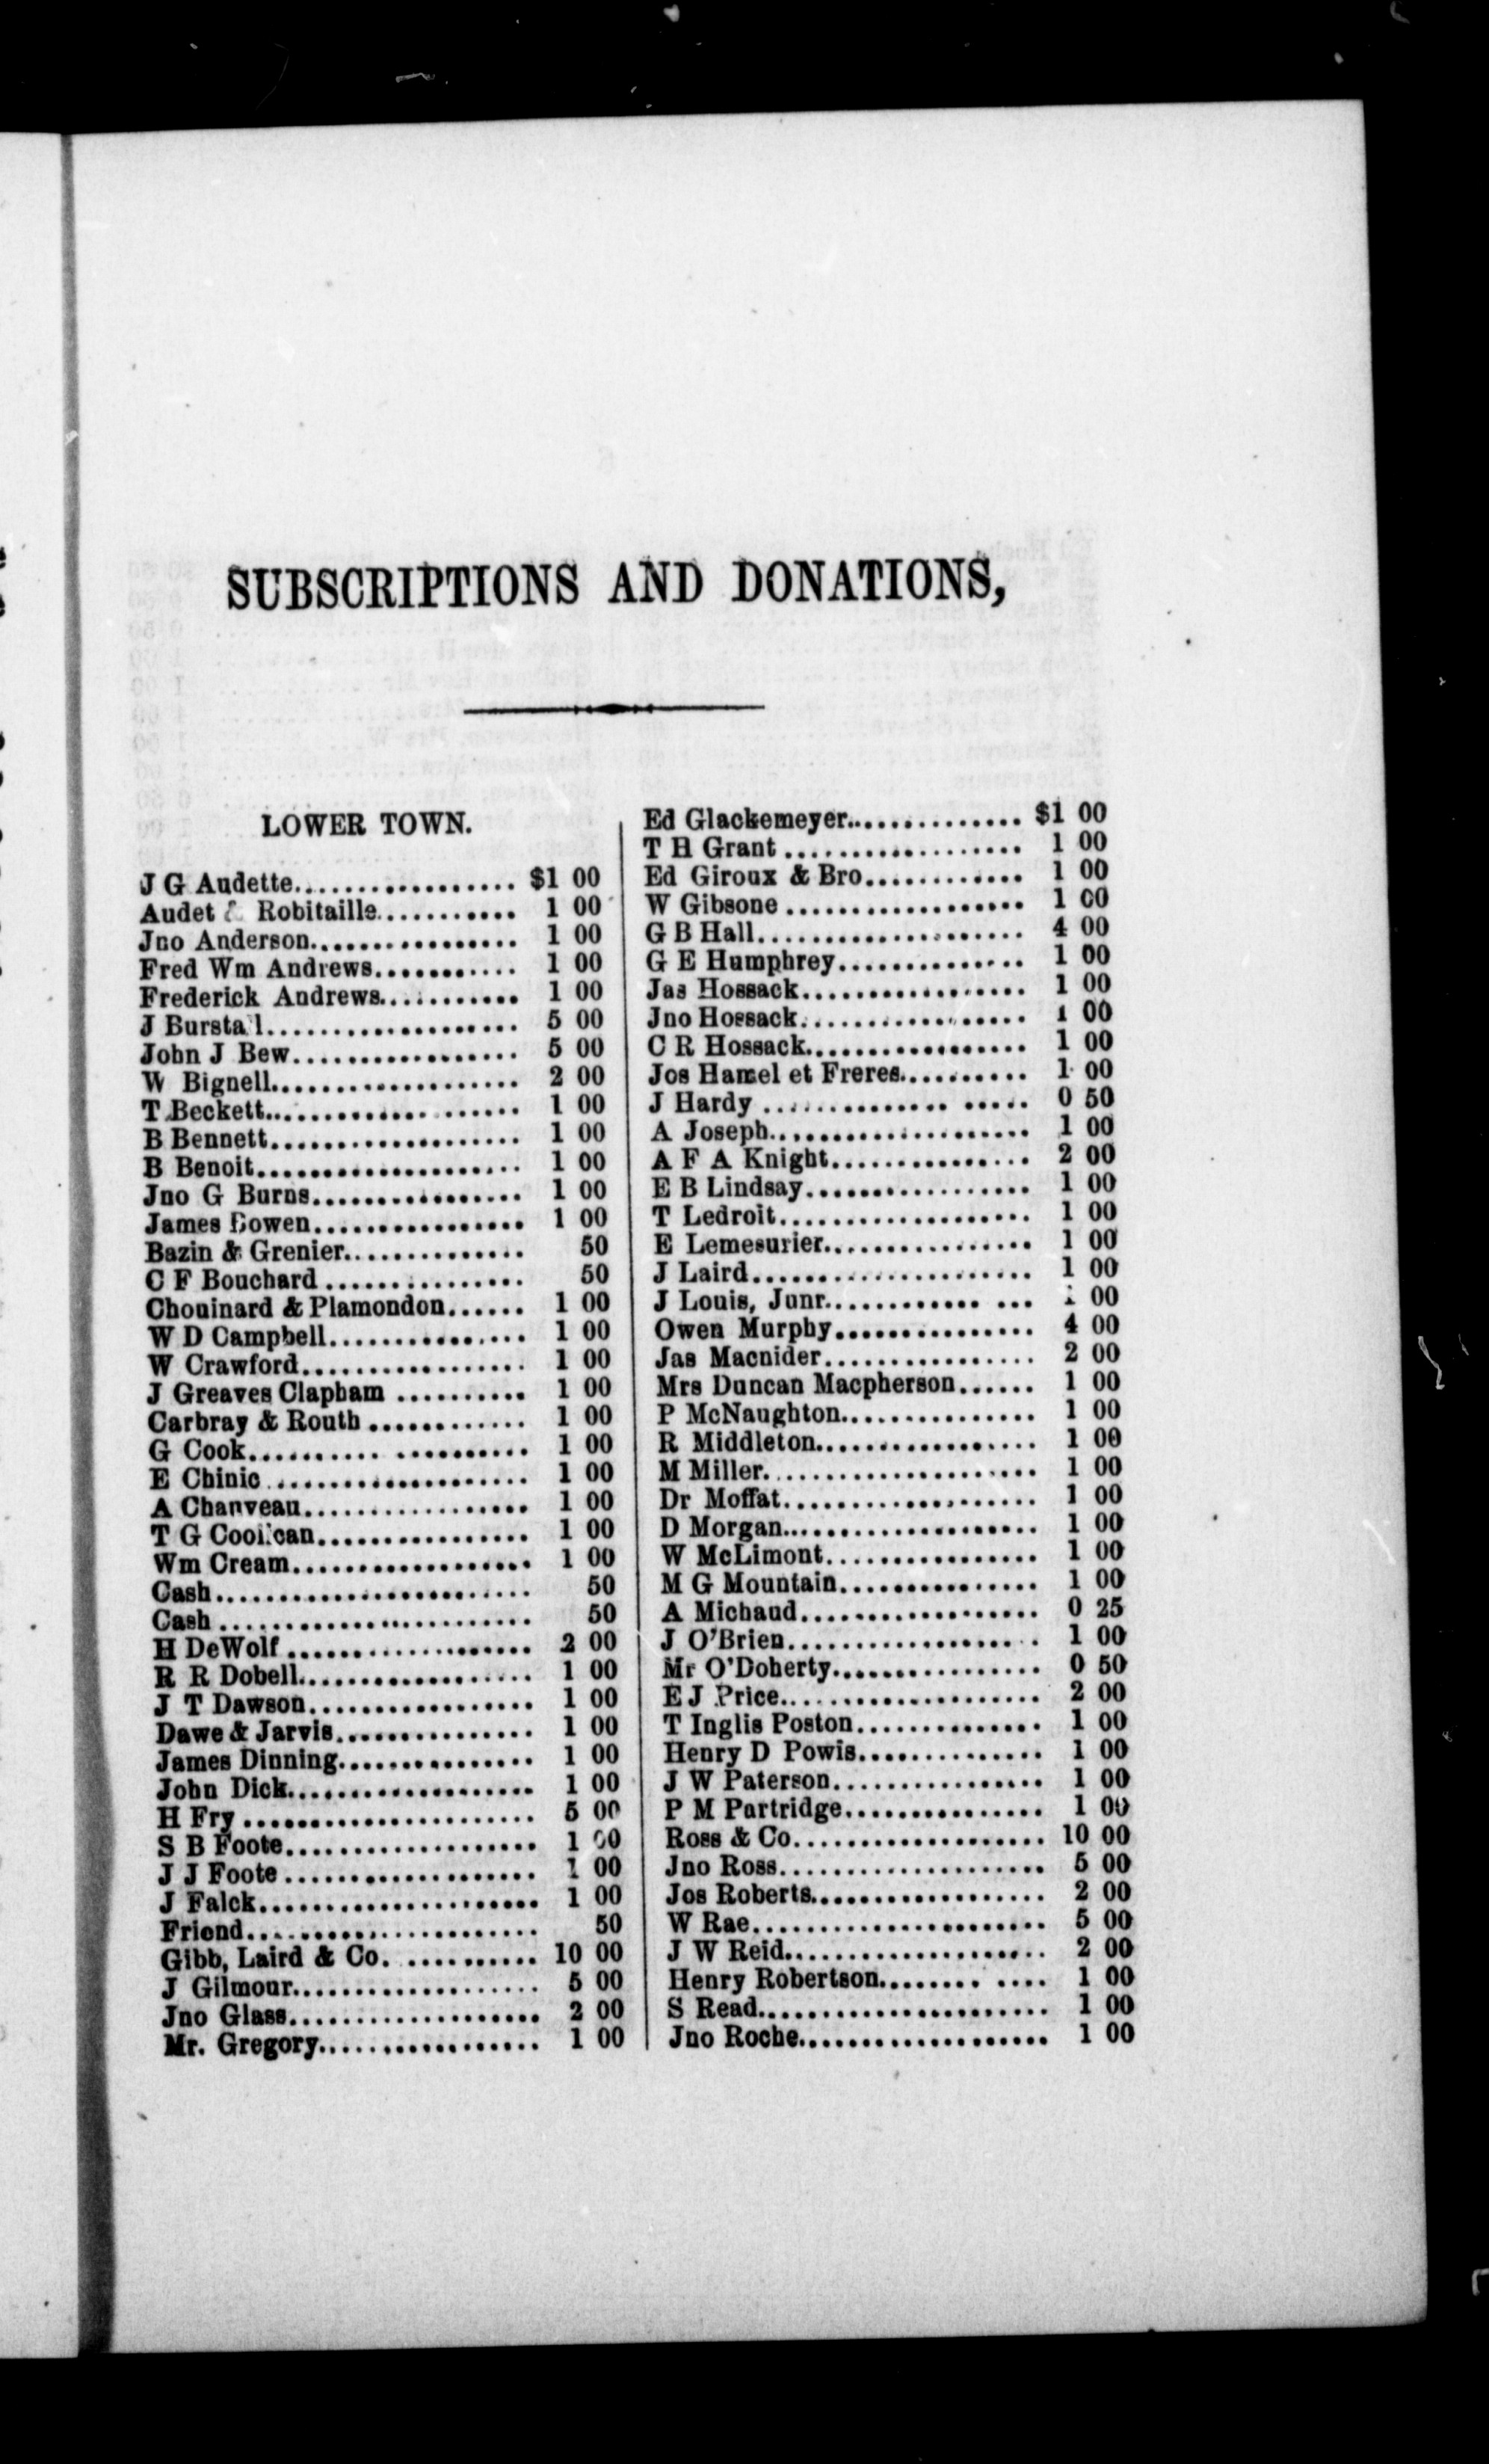 SUBSCRIPTIONS AND DONATIONS,
LOWER TOWN.
J G Audette.................. $1 00
Audet & Robitaille........... 1 00
Jno Anderson................ 1 00
Fred Wm Andrews........... 1 00
Frederick Andrews........... 1 00
J Burstall.................... 5 00
John J Bew................. 5 00
W Bignell................... 2 00
T Beckett.................... 1 00
B Bennett................... 1 00
B Benoit.................... 1 00
Jno G Burns................ 1 00
James Bowen................ 1 00
Bazin & Grenier.............. 50
C F Bouchard............... 50
Chouinard & Plamondon...... 1 00
W D Campbell............... 1 00
W Crawford................. 1 00
J Greaves Clapham .......... 1 00
Carbray & Routh ............ 1 00
G Cook.......... .......... 1 00
E Chinic.................... 1 00
A Chauveau................. 1 00
T G Coolican................ 1 00
Wm Cream.................. 1 00
Cash........................ 50
Cash ........................ 50
H DeWolf................... 2 00
R R Dobell.................. 1 00
J T Dawson................. 1 00
Dawe & Jarvis............... 1 00
James Dinning............... 1 00
John Dick................... 1 00
H Fry...................... 5 00
S B Foote................... 1 00
J J Foote................... 1 00
J Falck...................... 1 00
Friend....................... 50
Gibb, Laird & Co. .......... 10 00
J Gilmour................... 5 00
Jno Glass................... 2 00
Mr. Gregory................. 1 00
Ed Glackemeyer.............. $1 00
T H Grant .................. 1 00
Ed Giroux & Bro............ 1 00
W Gibsone .................. 1 00
G B Hall.................... 4 00
G E Humphrey.............. 1 00
Jas Hossack................. 1 00
Jno Hossack................. 1 00
C R Hossack................. 1 00
Jos Hamel et Freres.......... 1 00
J Hardy .............. ..... 0 50
A Joseph.................... 1 00
A F A Knight............... 2 00
E B Lindsay................. 1 00
T Ledroit................... 1 00
E Lemesurier................ 1 00
J Laird..................... 1 00
J Louis, Junr............ ... 1 00
Owen Murphy............... 4 00
Jas Macnider................ 2 00
Mrs Duncan Macpherson...... 1 00
P McNaughton............... 1 00
R Middleton................. 1 00
M Miller..................... 1 00
Dr Moffat................... 1 00
D Morgan................... 1 00
W McLimont................ 1 00
M G Mountain............... 1 00
A Michaud.................. 0 25
J O'Brien................... 1 00
Mr O'Doherty................ 0 50
E J Price.................... 2 00
T Inglis Poston.............. 1 00
Henry D Powis.............. 1 00
J W Paterson................ 1 00
P M Partridge............... 1 00
Ross & Co................... 10 00
Jno Ross.................... 5 00
Jos Roberts.................. 2 00
W Rae...................... 5 00
J W Reid.................... 2 00
Henry Robertson........ .... 1 00
S Read...................... 1 00
Jno Roche................... 1 00